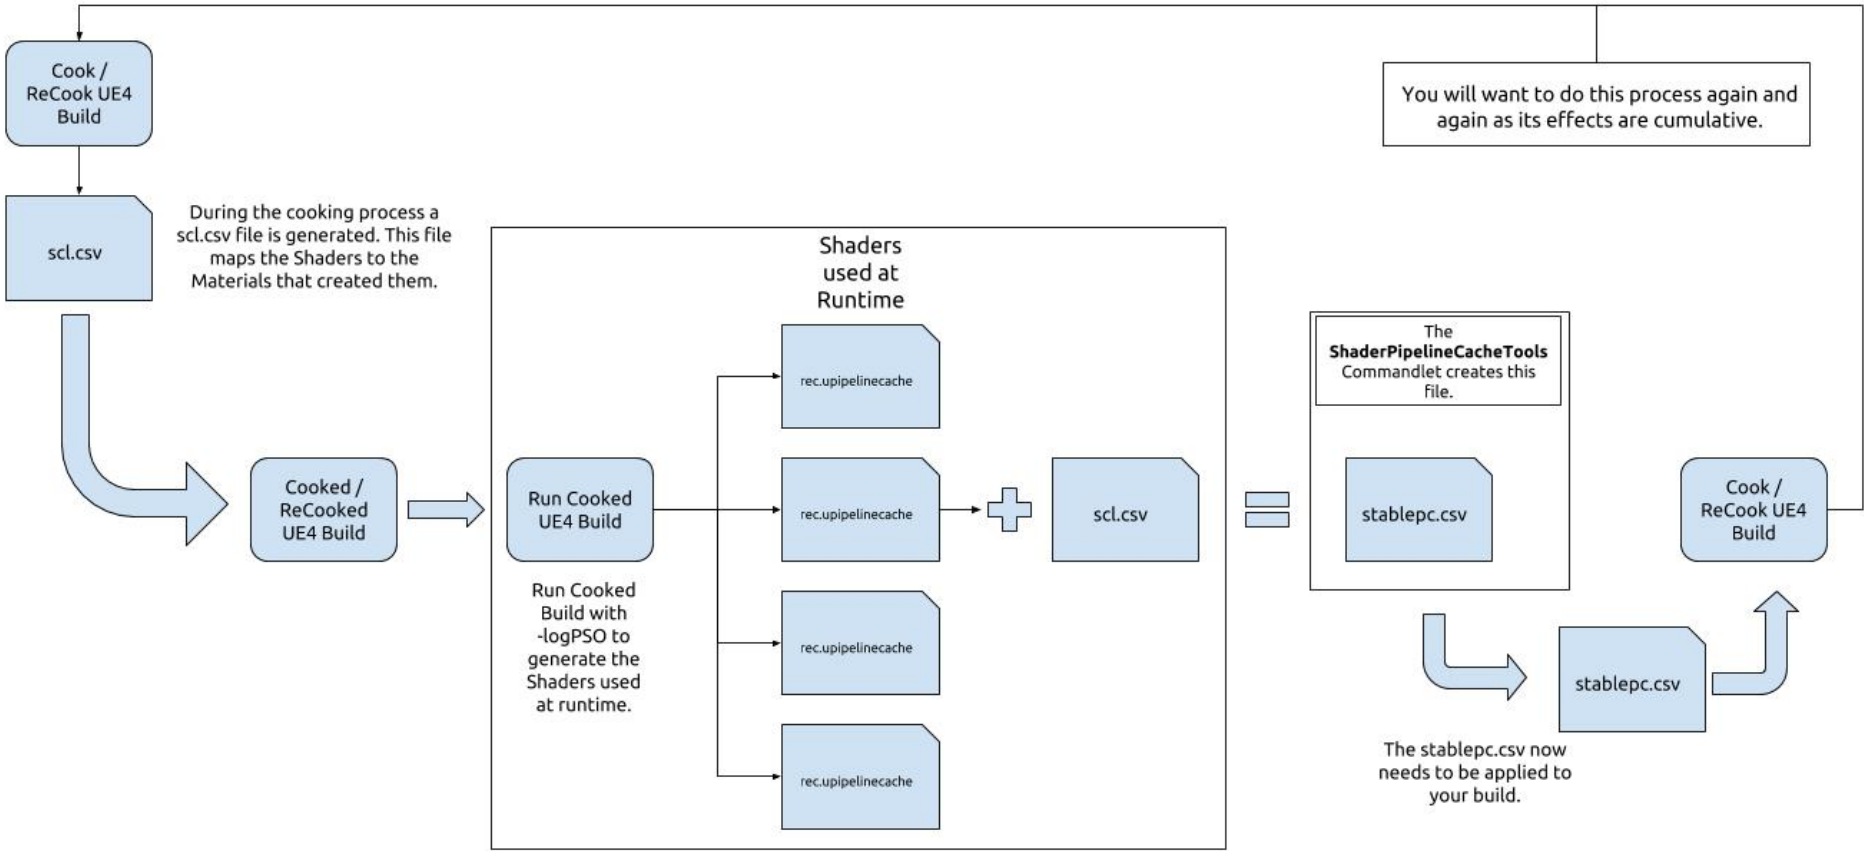 Cook /
ReCook UE4
Build
You will want to do this process again and
again as its effects are cumulative.
scl.csv
During the cooking process a
scl.csv file is generated. This file
maps the Shaders to the
Materials that created them.
Shaders
used at
Runtime
rec.upipelinecache
The
ShaderPipelineCacheTools
Commandlet creates this
file.
Cooked /
ReCooked
UE4 Build
Run Cooked
UE4 Build
rec.upipelinecache
scl.csv
stablepc.csv
Cook /
ReCook UE4
Build
Run Cooked
Build with
-logPSO to
generate the
Shaders used
at runtime.
rec.upipelinecache
rec.upipelinecache
stablepc.csv
The stablepc.csv now
needs to be applied to
your build.